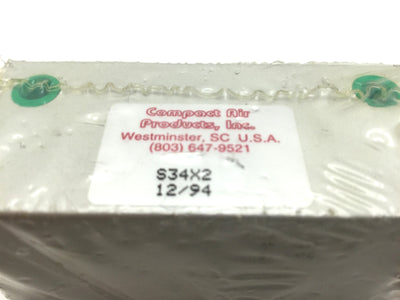 Compact Air
Products, Inc.
Westminster, SC U.S.A.
(803) 647-9521
S34X2
12/94